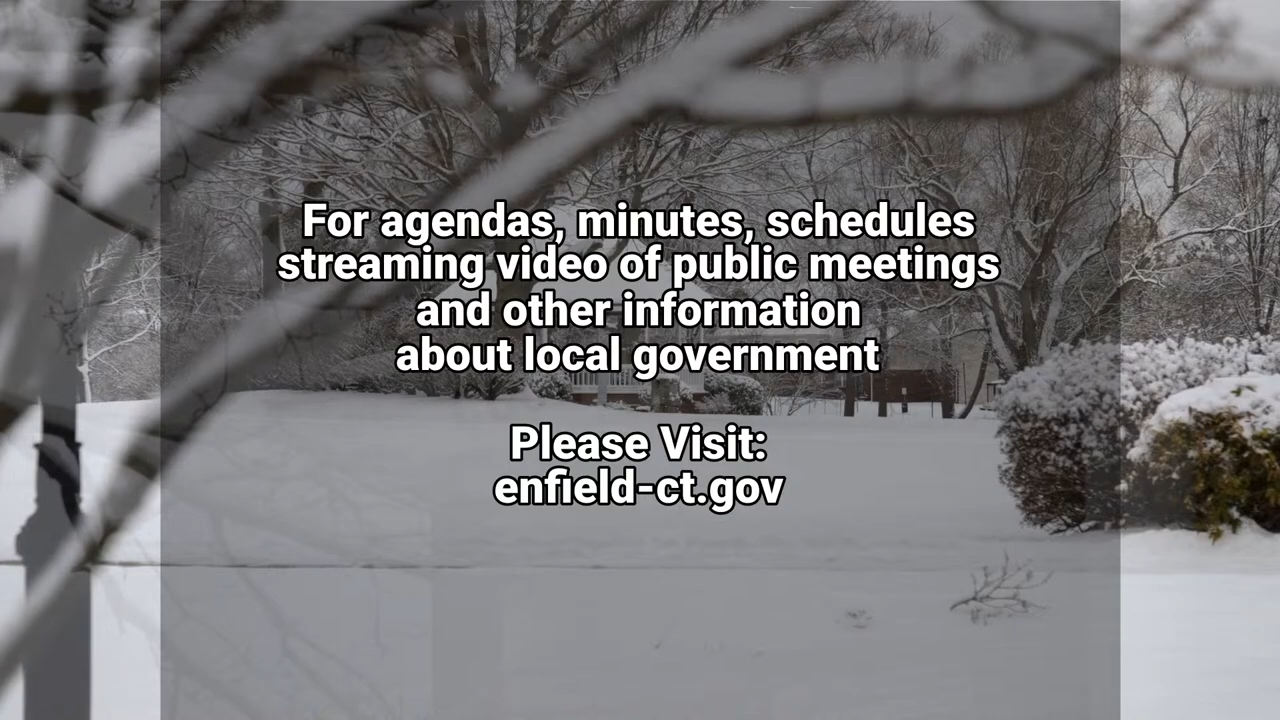 For agendas, minutes, schedules
streaming video of public meetings
and other information
about local government
Please Visit:
enfield-ct.gov